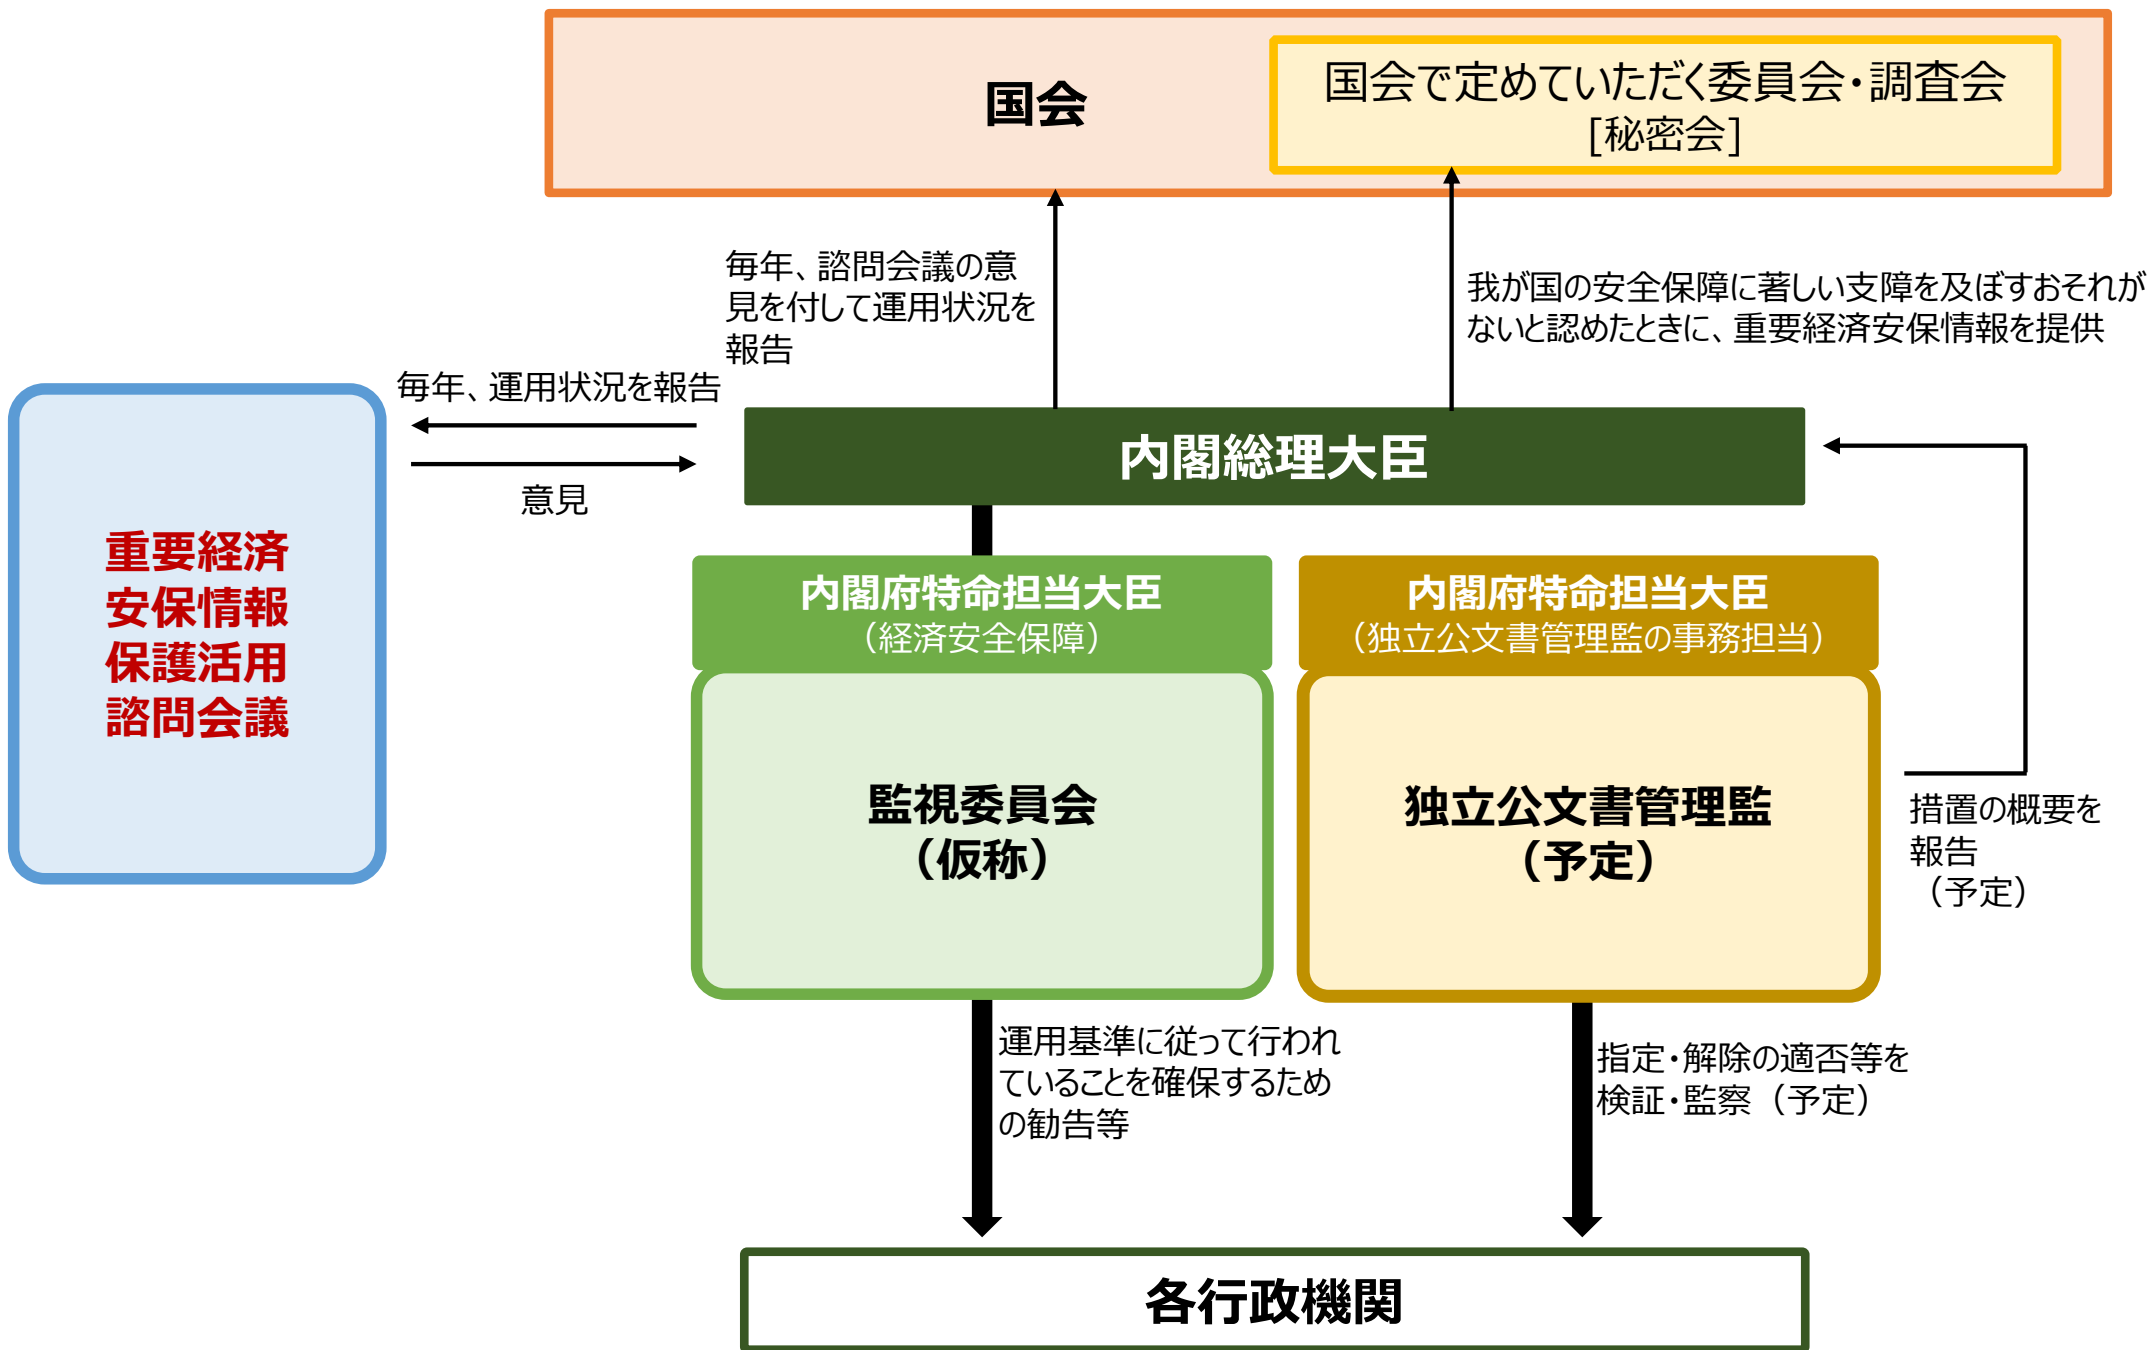 国会
国会で定めていただく委員会・調査会
[秘密会]
毎年、諮問会議の意
見を付して運用状況を
報告
我が国の安全保障に著しい支障を及ぼすおそれが
ないと認めたときに、重要経済安保情報を提供
毎年、運用状況を報告
意見
内閣総理大臣
重要経済
安保情報
保護活用
諮問会議
内閣府特命担当大臣
（経済安全保障）
内閣府特命担当大臣
（独立公文書管理監の事務担当）
監視委員会
（仮称）
独立公文書管理監
（予定）
措置の概要を
報告
（予定）
運用基準に従って行われ
ていることを確保するため
の勧告等
指定・解除の適否等を
検証・監察（予定）
各行政機関